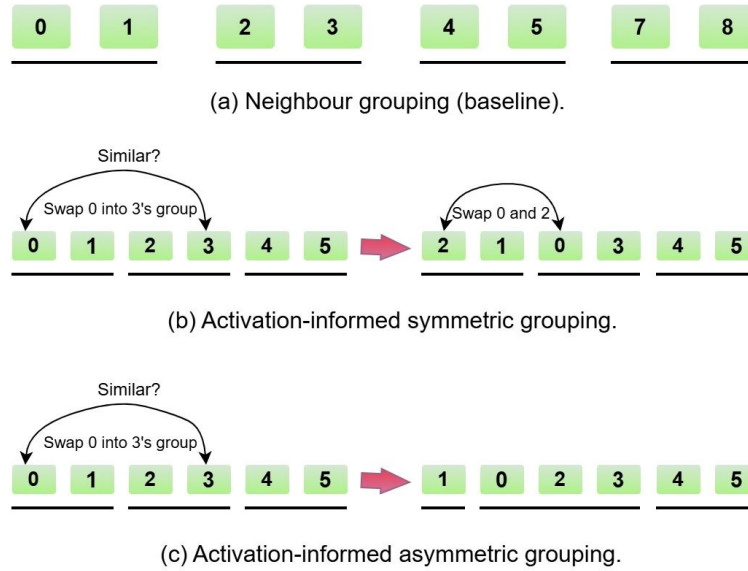 0 1 2 3 4 5 7 8
(a) Neighbour grouping (baseline).
Similar?
Swap 0 into 3's group
Swap 0 and 2
0 1 2 3 4 5 2 1 0 3 4 5
(b) Activation-informed symmetric grouping.
Similar?
Swap 0 into 3's group
0 1 2 3 4 5 1 0 2 3 4 5
(c) Activation-informed asymmetric grouping.